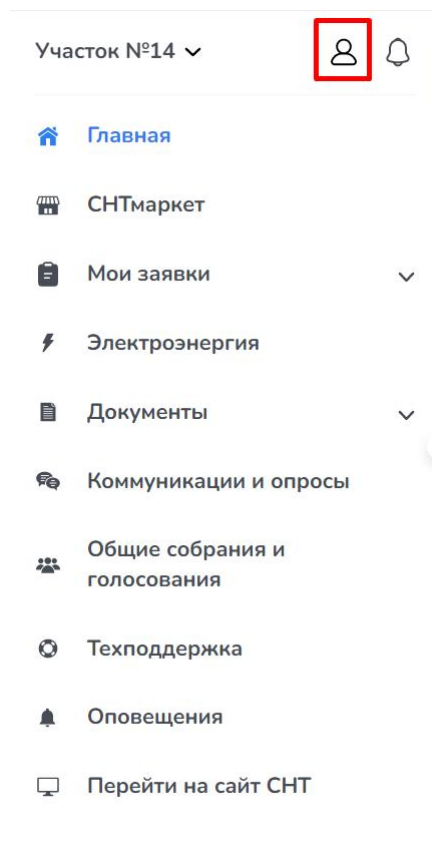 Участок №14
Главная
СНТмаркет
Мои заявки
Электроэнергия
Документы
Коммуникации и опросы
Общие собрания и
голосования
Техподдержка
Оповещения
Перейти на сайт СНТ